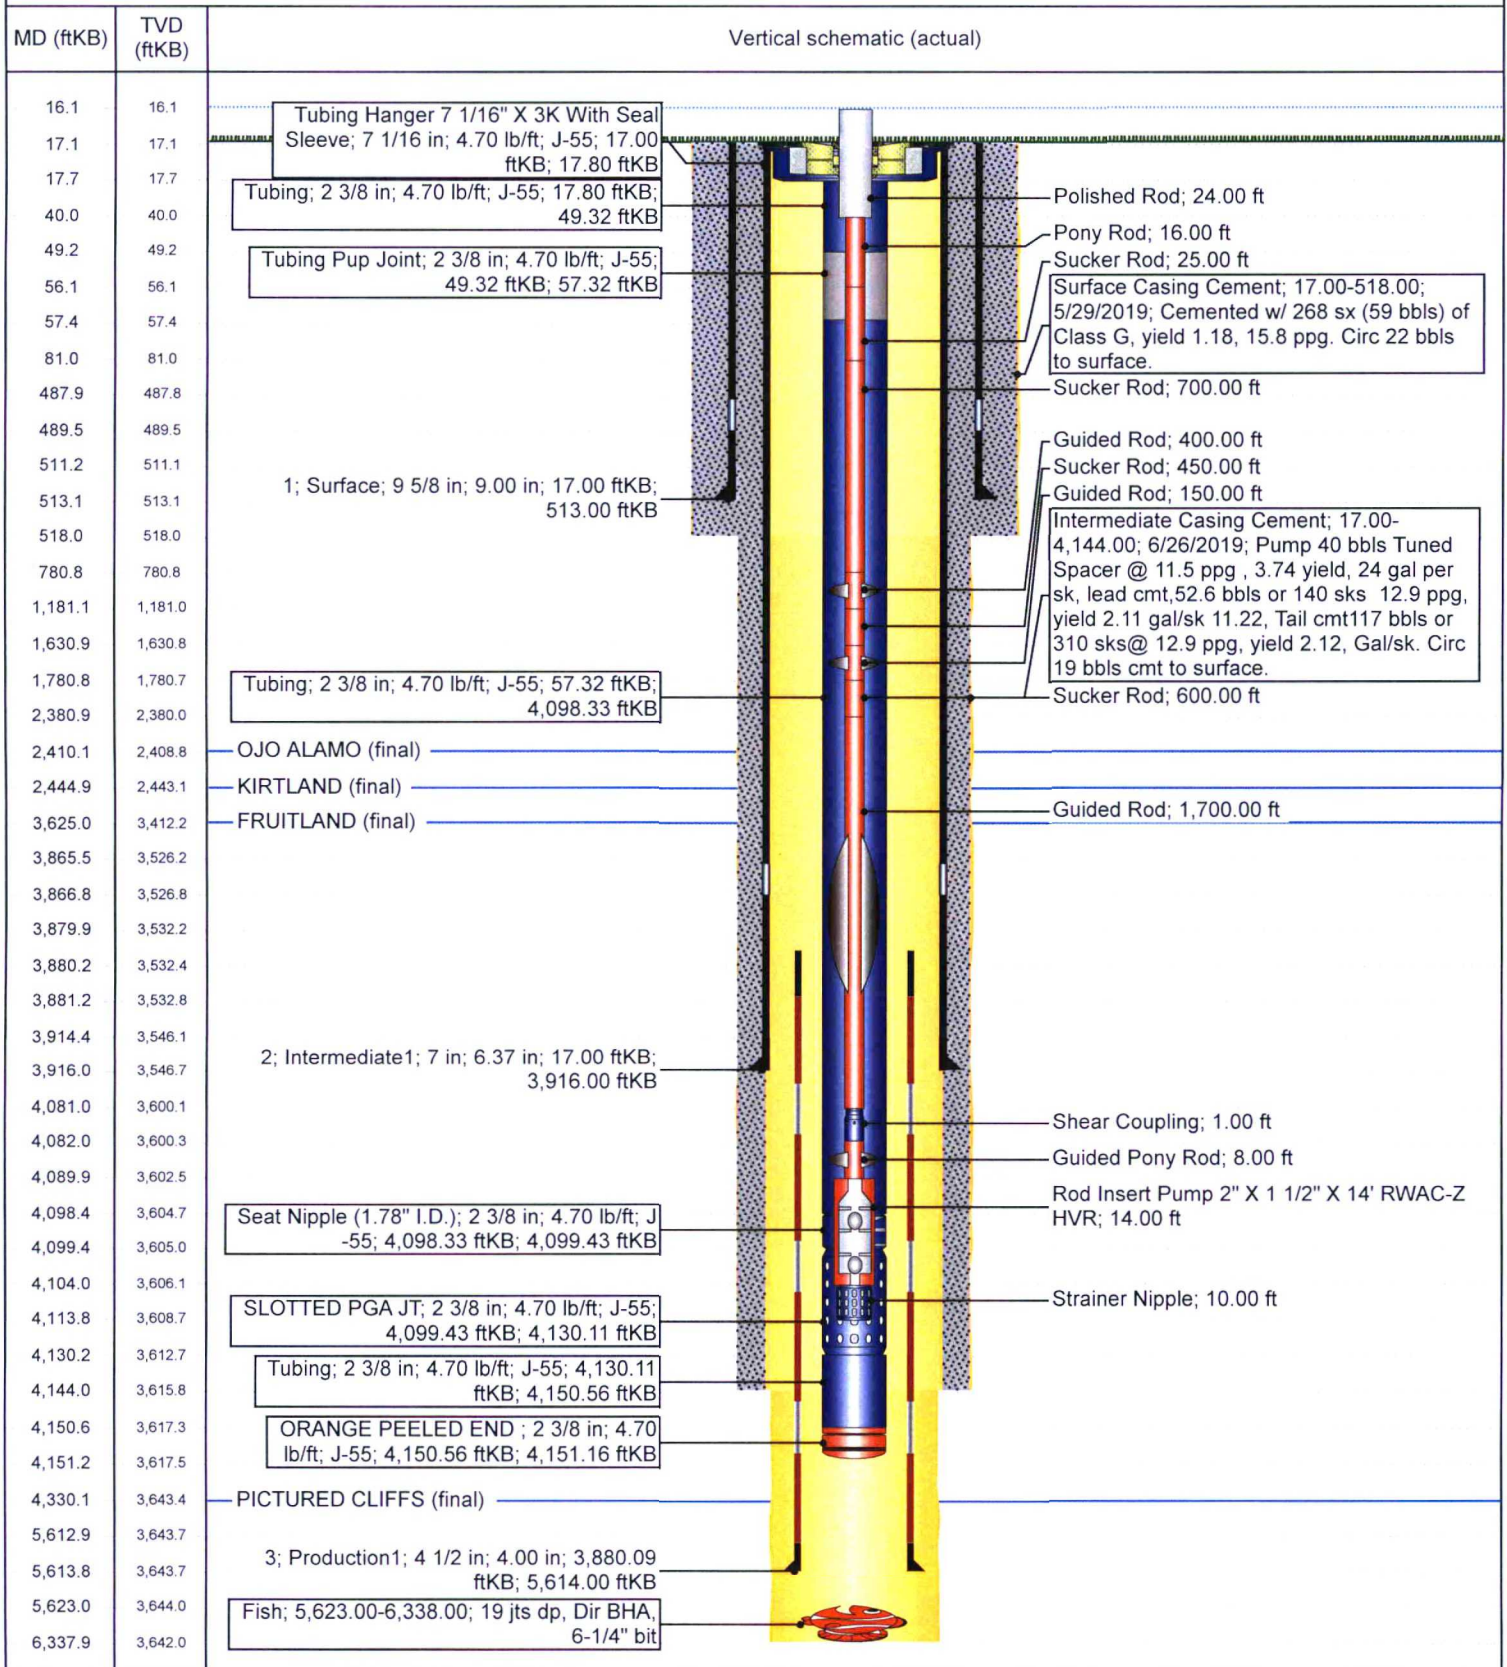 MD (ftKB)
TVD
(ftKB)
Vertical schematic (actual)
16.1 16.1
17.1 17.1
17.7 17.7
40.0 40.0
49.2 49.2
56.1 56.1
57.4 57.4
81.0 81.0
487.9 487.8
489.5 489.5
511.2 511.1
513.1 513.1
518.0 518.0
780.8 780.8
1,181.1 1,181.0
1,630.9 1,630.8
1,780.8 1,780.7
2,380.9 2,380.0
2,410.1 2,408.8
2,444.9 2,443.1
3,625.0 3,412.2
3,865.5 3,526.2
3,866.8 3,526.8
3,879.9 3,532.2
3,880.2 3,532.4
3,881.2 3,532.8
3,914.4 3,546.1
3,916.0 3,546.7
4,081.0 3,600.1
4,082.0 3,600.3
4,089.9 3,602.5
4,098.4 3,604.7
4,099.4 3,605.0
4,104.0 3,606.1
4,113.8 3,608.7
4,130.2 3,612.7
4,144.0 3,615.8
4,150.6 3,617.3
4,151.2 3,617.5
4,330.1 3,643.4
5,612.9 3,643.7
5,613.8 3,643.7
5,623.0 3,644.0
6,337.9 3,642.0
Tubing Hanger 7 1/16" X 3K With Seal
Sleeve; 7 1/16 in; 4.70 lb/ft; J-55; 17.00
ftKB; 17.80 ftKB
Tubing; 2 3/8 in; 4.70 lb/ft; J-55; 17.80 ftKB;
49.32 ftKB
Tubing Pup Joint; 2 3/8 in; 4.70 lb/ft; J-55;
49.32 ftKB; 57.32 ftKB
1; Surface; 9 5/8 in; 9.00 in; 17.00 ftKB;
513.00 ftKB
Tubing; 2 3/8 in; 4.70 lb/ft; J-55; 57.32 ftKB;
4,098.33 ftKB
OJO ALAMO (final)
KIRTLAND (final)
FRUITLAND (final)
2; Intermediate1; 7 in; 6.37 in; 17.00 ftKB;
3,916.00 ftKB
Seat Nipple (1.78" I.D.); 2 3/8 in; 4.70 lb/ft; J
-55; 4,098.33 ftKB; 4,099.43 ftKB
SLOTTED PGA JT; 2 3/8 in; 4.70 lb/ft; J-55;
4,099.43 ftKB; 4,130.11 ftKB
Tubing; 2 3/8 in; 4.70 lb/ft; J-55; 4,130.11
ftKB; 4,150.56 ftKB
ORANGE PEELED END ; 2 3/8 in; 4.70
lb/ft; J-55; 4,150.56 ftKB; 4,151.16 ftKB
PICTURED CLIFFS (final)
3; Production1; 4 1/2 in; 4.00 in; 3,880.09
ftKB; 5,614.00 ftKB
Fish; 5,623.00-6,338.00; 19 jts dp, Dir BHA,
6-1/4" bit
Polished Rod; 24.00 ft
Pony Rod; 16.00 ft
Sucker Rod; 25.00 ft
Surface Casing Cement; 17.00-518.00;
5/29/2019; Cemented w/ 268 sx (59 bbls) of
Class G, yield 1.18, 15.8 ppg. Circ 22 bbls
to surface.
Sucker Rod; 700.00 ft
Guided Rod; 400.00 ft
Sucker Rod; 450.00 ft
Guided Rod; 150.00 ft
Intermediate Casing Cement; 17.00-
4,144.00; 6/26/2019; Pump 40 bbls Tuned
Spacer @ 11.5 ppg , 3.74 yield, 24 gal per
sk, lead cmt,52.6 bbls or 140 sks 12.9 ppg,
yield 2.11 gal/sk 11.22, Tail cmt117 bbls or
310 sks@ 12.9 ppg, yield 2.12, Gal/sk. Circ
19 bbls cmt to surface.
Sucker Rod; 600.00 ft
Guided Rod; 1,700.00 ft
Shear Coupling; 1.00 ft
Guided Pony Rod; 8.00 ft
Rod Insert Pump 2" X 1 1/2" X 14' RWAC-Z
HVR; 14.00 ft
Strainer Nipple; 10.00 ft